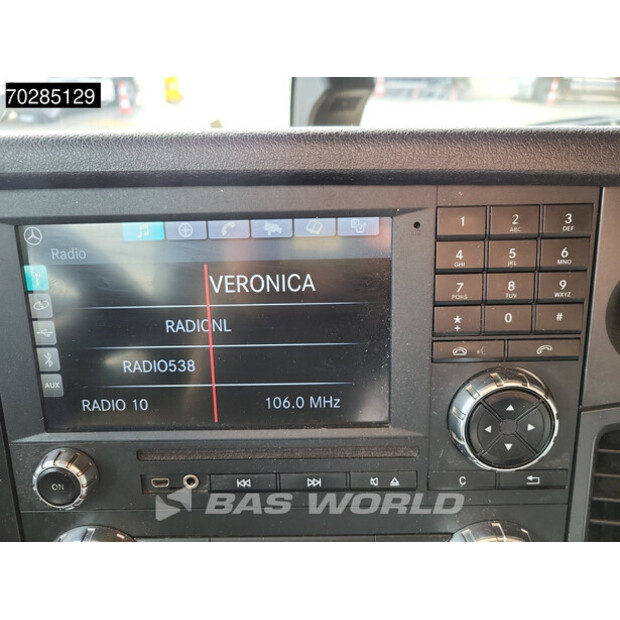 70285129
Radio
VERONICA
RADIONL
RADIO538
RADIO 10 106.0 MHz
AUX
1 2 ABC 3 DEF
4 GHI 5 JKL 6 MNO
7 PQRS 8 TUV 9 WXYZ
* + 0 #
ON
C
BAS WORLD